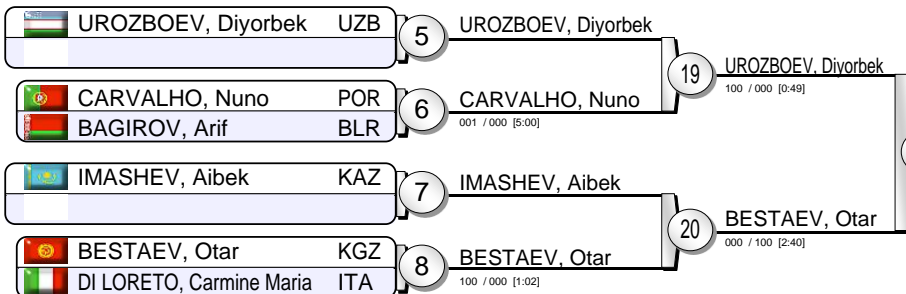 UROZBOEV, Diyorbek UZB
5
UROZBOEV, Diyorbek
CARVALHO, Nuno POR
BAGIROV, Arif BLR
6
CARVALHO, Nuno
001 / 000 [5:00]
19
UROZBOEV, Diyorbek
100 / 000 [0:49]
IMASHEV, Aibek KAZ
7
IMASHEV, Aibek
BESTAEV, Otar KGZ
DI LORETO, Carmine Maria ITA
8
BESTAEV, Otar
100 / 000 [1:02]
20
BESTAEV, Otar
000 / 100 [2:40]